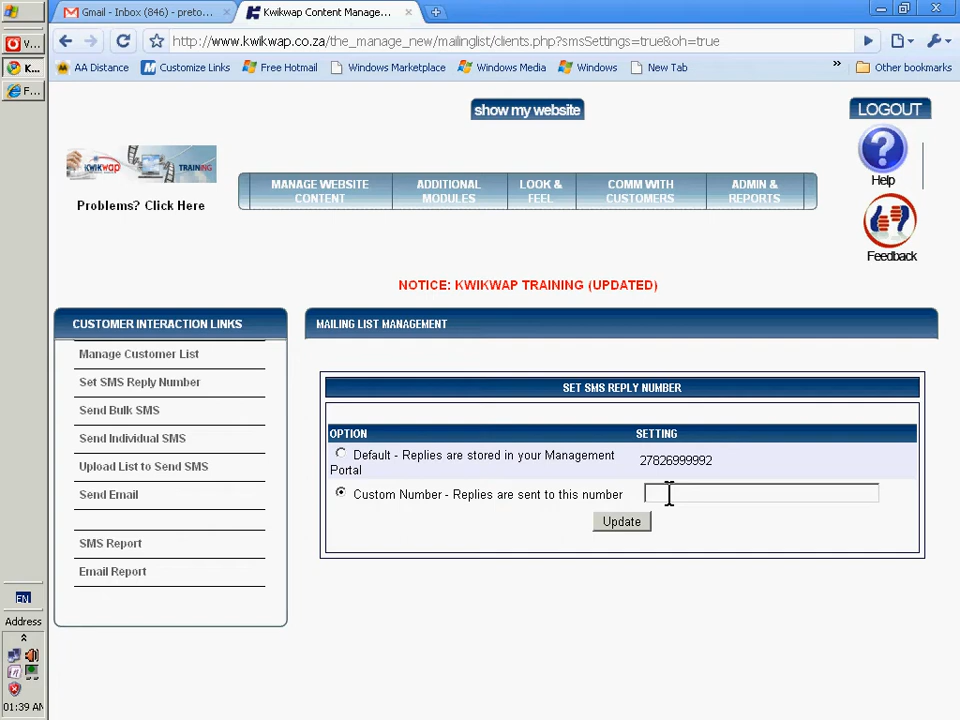 Gmail - Inbox (846) - preto...
Kwikwap Content Manage...
V...
K...
F...
http://www.kwikwap.co.za/the_manage_new/mailinglist/clients.php?smsSettings=true&oh=true
AA Distance
Customize Links
Free Hotmail
Windows Marketplace
Windows Media
Windows
New Tab
»
Other bookmarks
show my website
LOGOUT
KWIKWAP
TRAINING
Problems? Click Here
MANAGE WEBSITE CONTENT
ADDITIONAL MODULES
LOOK & FEEL
COMM WITH CUSTOMERS
ADMIN & REPORTS
Help
Feedback
NOTICE: KWIKWAP TRAINING (UPDATED)
CUSTOMER INTERACTION LINKS
Manage Customer List
Set SMS Reply Number
Send Bulk SMS
Send Individual SMS
Upload List to Send SMS
Send Email
SMS Report
Email Report
MAILING LIST MANAGEMENT
SET SMS REPLY NUMBER
OPTION
SETTING
Default - Replies are stored in your Management
Portal
27826999992
Custom Number - Replies are sent to this number
Update
EN
Address
01:39 AM